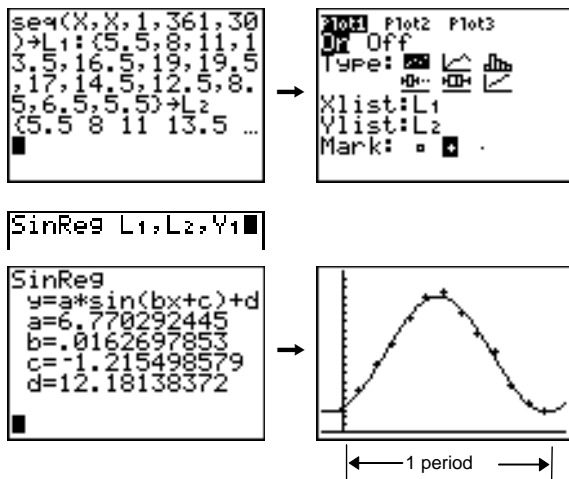 seq(X,X,1,361,30
)→L₁:{5.5,8,11,1
3.5,16.5,19,19.5
,17,14.5,12.5,8.
5,6.5,5.5}→L₂
{5.5 8 11 13.5 …
Plot1 Plot2 Plot3
On Off
Type:
Xlist:L₁
Ylist:L₂
Mark: ▫ + ·
SinReg L₁,L₂,Y₁
SinReg
y=a*sin(bx+c)+d
a=6.770292445
b=.0162697853
c=-1.215498579
d=12.18138372
1 period